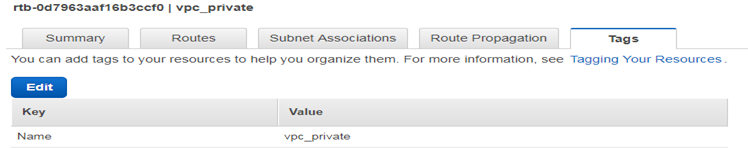 rtb-0d7963aaf16b3ccf0 | vpc_private
Summary Routes Subnet Associations Route Propagation Tags
You can add tags to your resources to help you organize them. For more information, see Tagging Your Resources.
Edit
Key Value
Name vpc_private